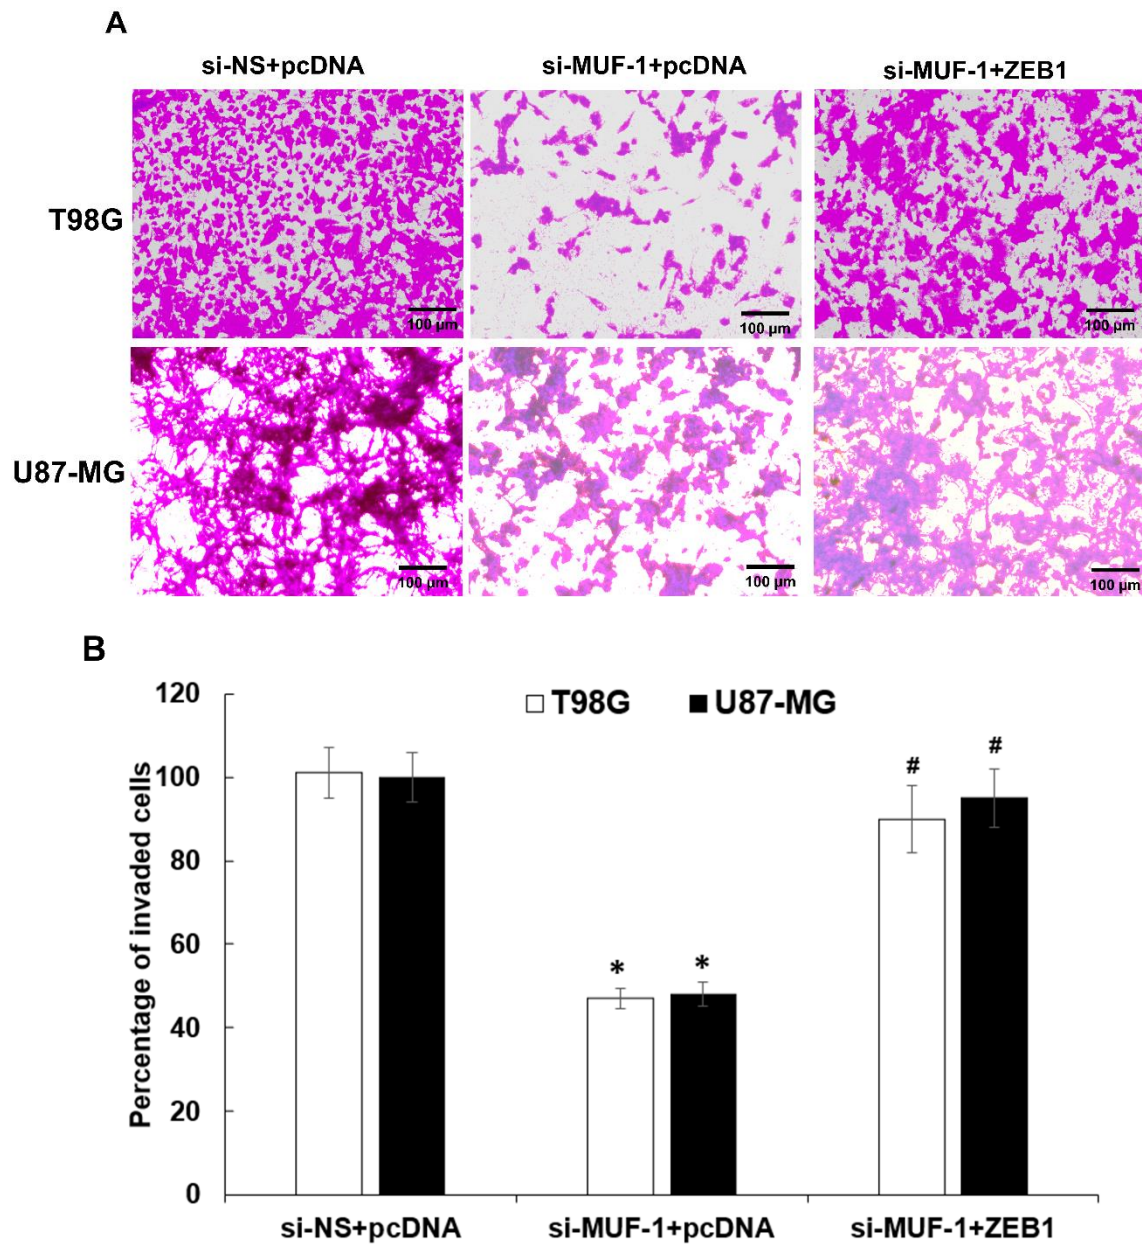 A
si-NS+pcDNA si-MUF-1+pcDNA si-MUF-1+ZEB1
T98G
100 µm 100 µm 100 µm
U87-MG
100 µm 100 µm 100 µm
B
Percentage of invaded cells
T98G U87-MG
120
100
80
60
40
20
0
* * # #
si-NS+pcDNA si-MUF-1+pcDNA si-MUF-1+ZEB1